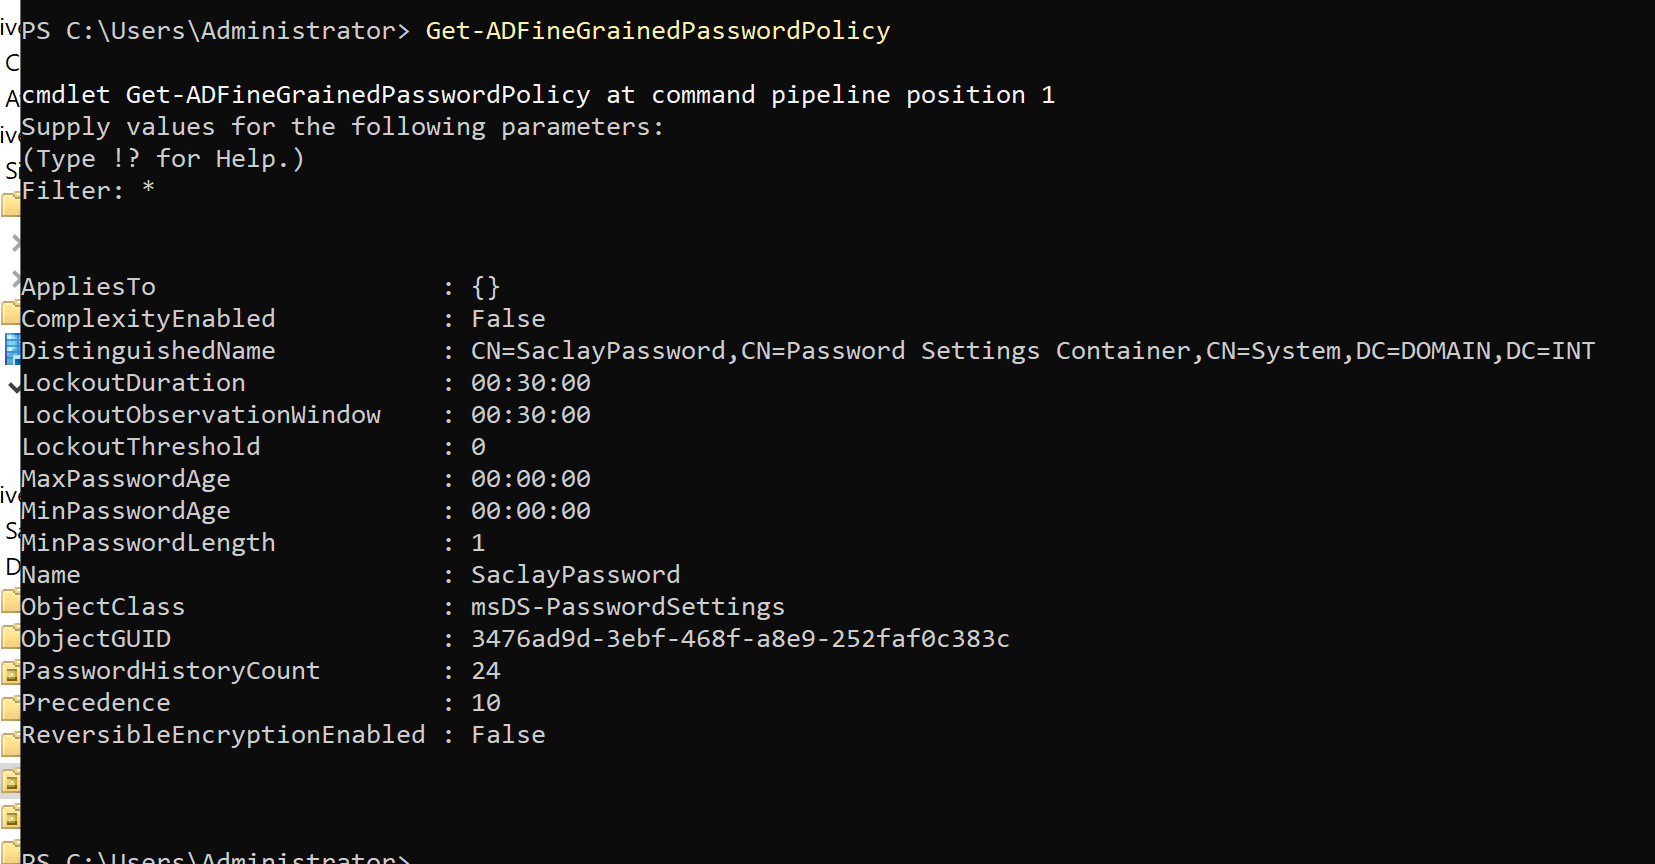 PS C:\Users\Administrator> Get-ADFineGrainedPasswordPolicy
cmdlet Get-ADFineGrainedPasswordPolicy at command pipeline position 1
Supply values for the following parameters:
(Type !? for Help.)
Filter: *
AppliesTo : {}
ComplexityEnabled : False
DistinguishedName : CN=SaclayPassword,CN=Password Settings Container,CN=System,DC=DOMAIN,DC=INT
LockoutDuration : 00:30:00
LockoutObservationWindow : 00:30:00
LockoutThreshold : 0
MaxPasswordAge : 00:00:00
MinPasswordAge : 00:00:00
MinPasswordLength : 1
Name : SaclayPassword
ObjectClass : msDS-PasswordSettings
ObjectGUID : 3476ad9d-3ebf-468f-a8e9-252faf0c383c
PasswordHistoryCount : 24
Precedence : 10
ReversibleEncryptionEnabled : False
PS C:\Users\Administrator>